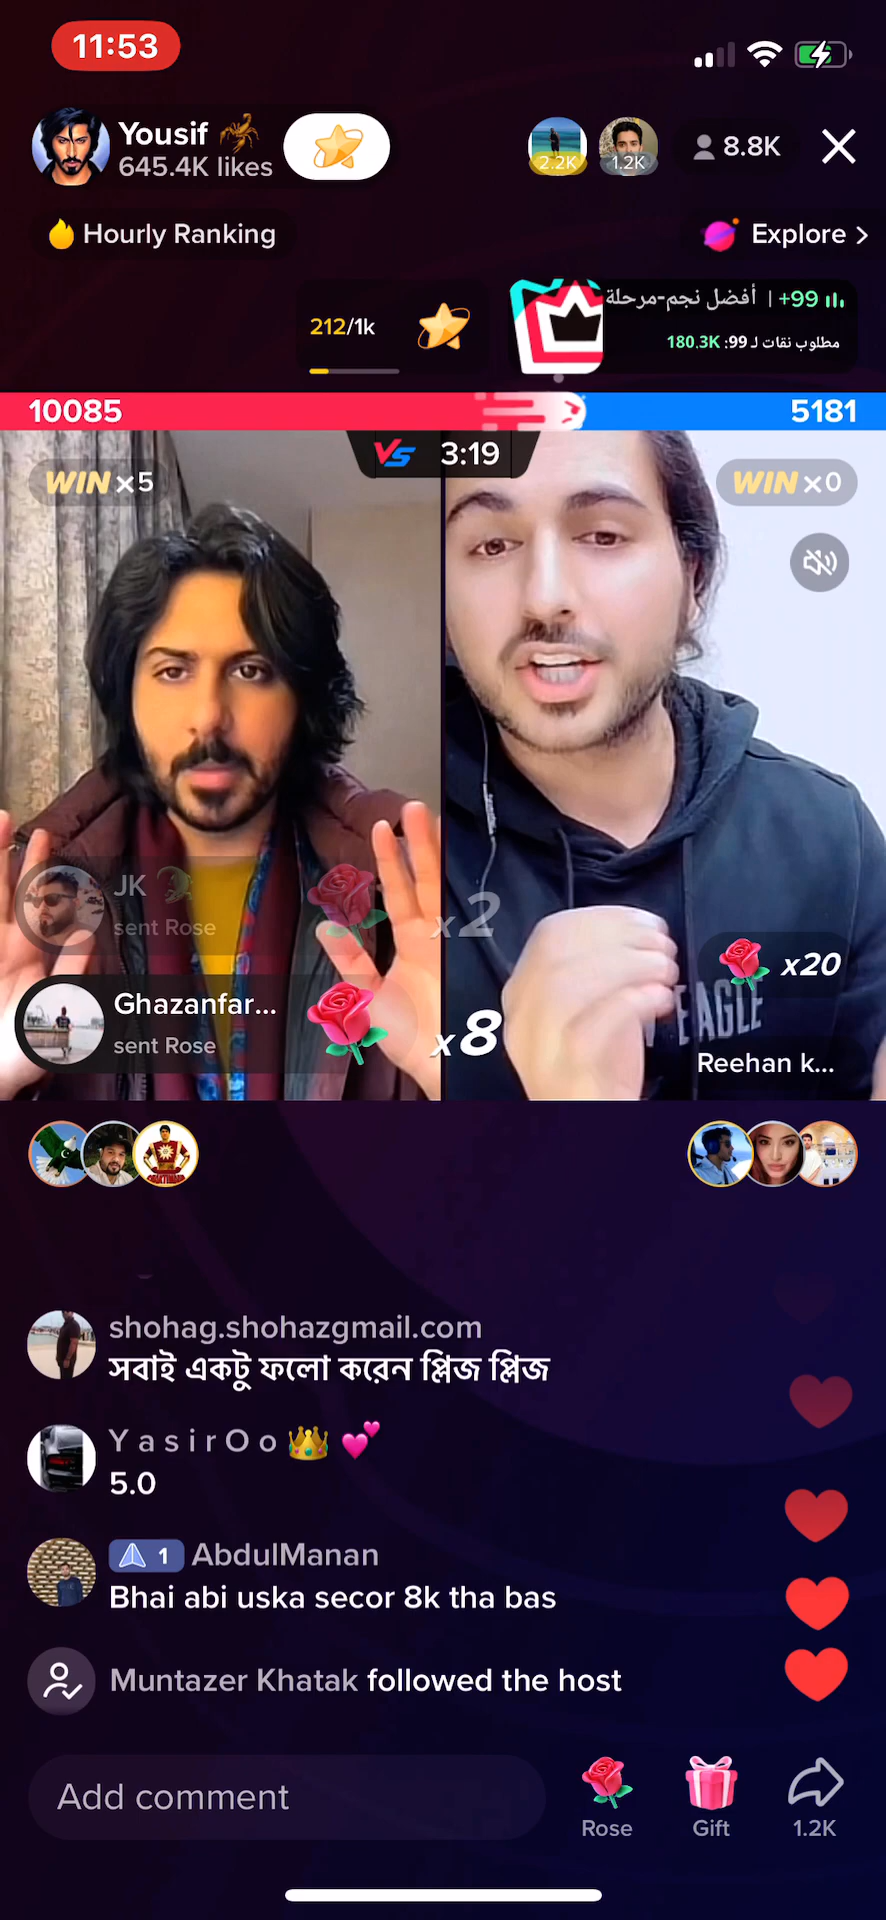 11:53
Yousif 🦂
645.4K likes
2.2K
1.2K
8.8K
Hourly Ranking
Explore >
212/1k
أفضل نجم-مرحلة | +99
مطلوب نقات لـ 99: 180.3K
10085
5181
VS 3:19
WIN x5
WIN x0
JK 🐊
sent Rose
x2
Ghazanfar...
sent Rose
x8
x20
EAGLE
Reehan k...
shohag.shohazgmail.com
সবাই একটু ফলো করেন প্লিজ প্লিজ
Y a s i r O o 👑 💕
5.0
1 AbdulManan
Bhai abi uska secor 8k tha bas
Muntazer Khatak followed the host
Add comment
Rose
Gift
1.2K